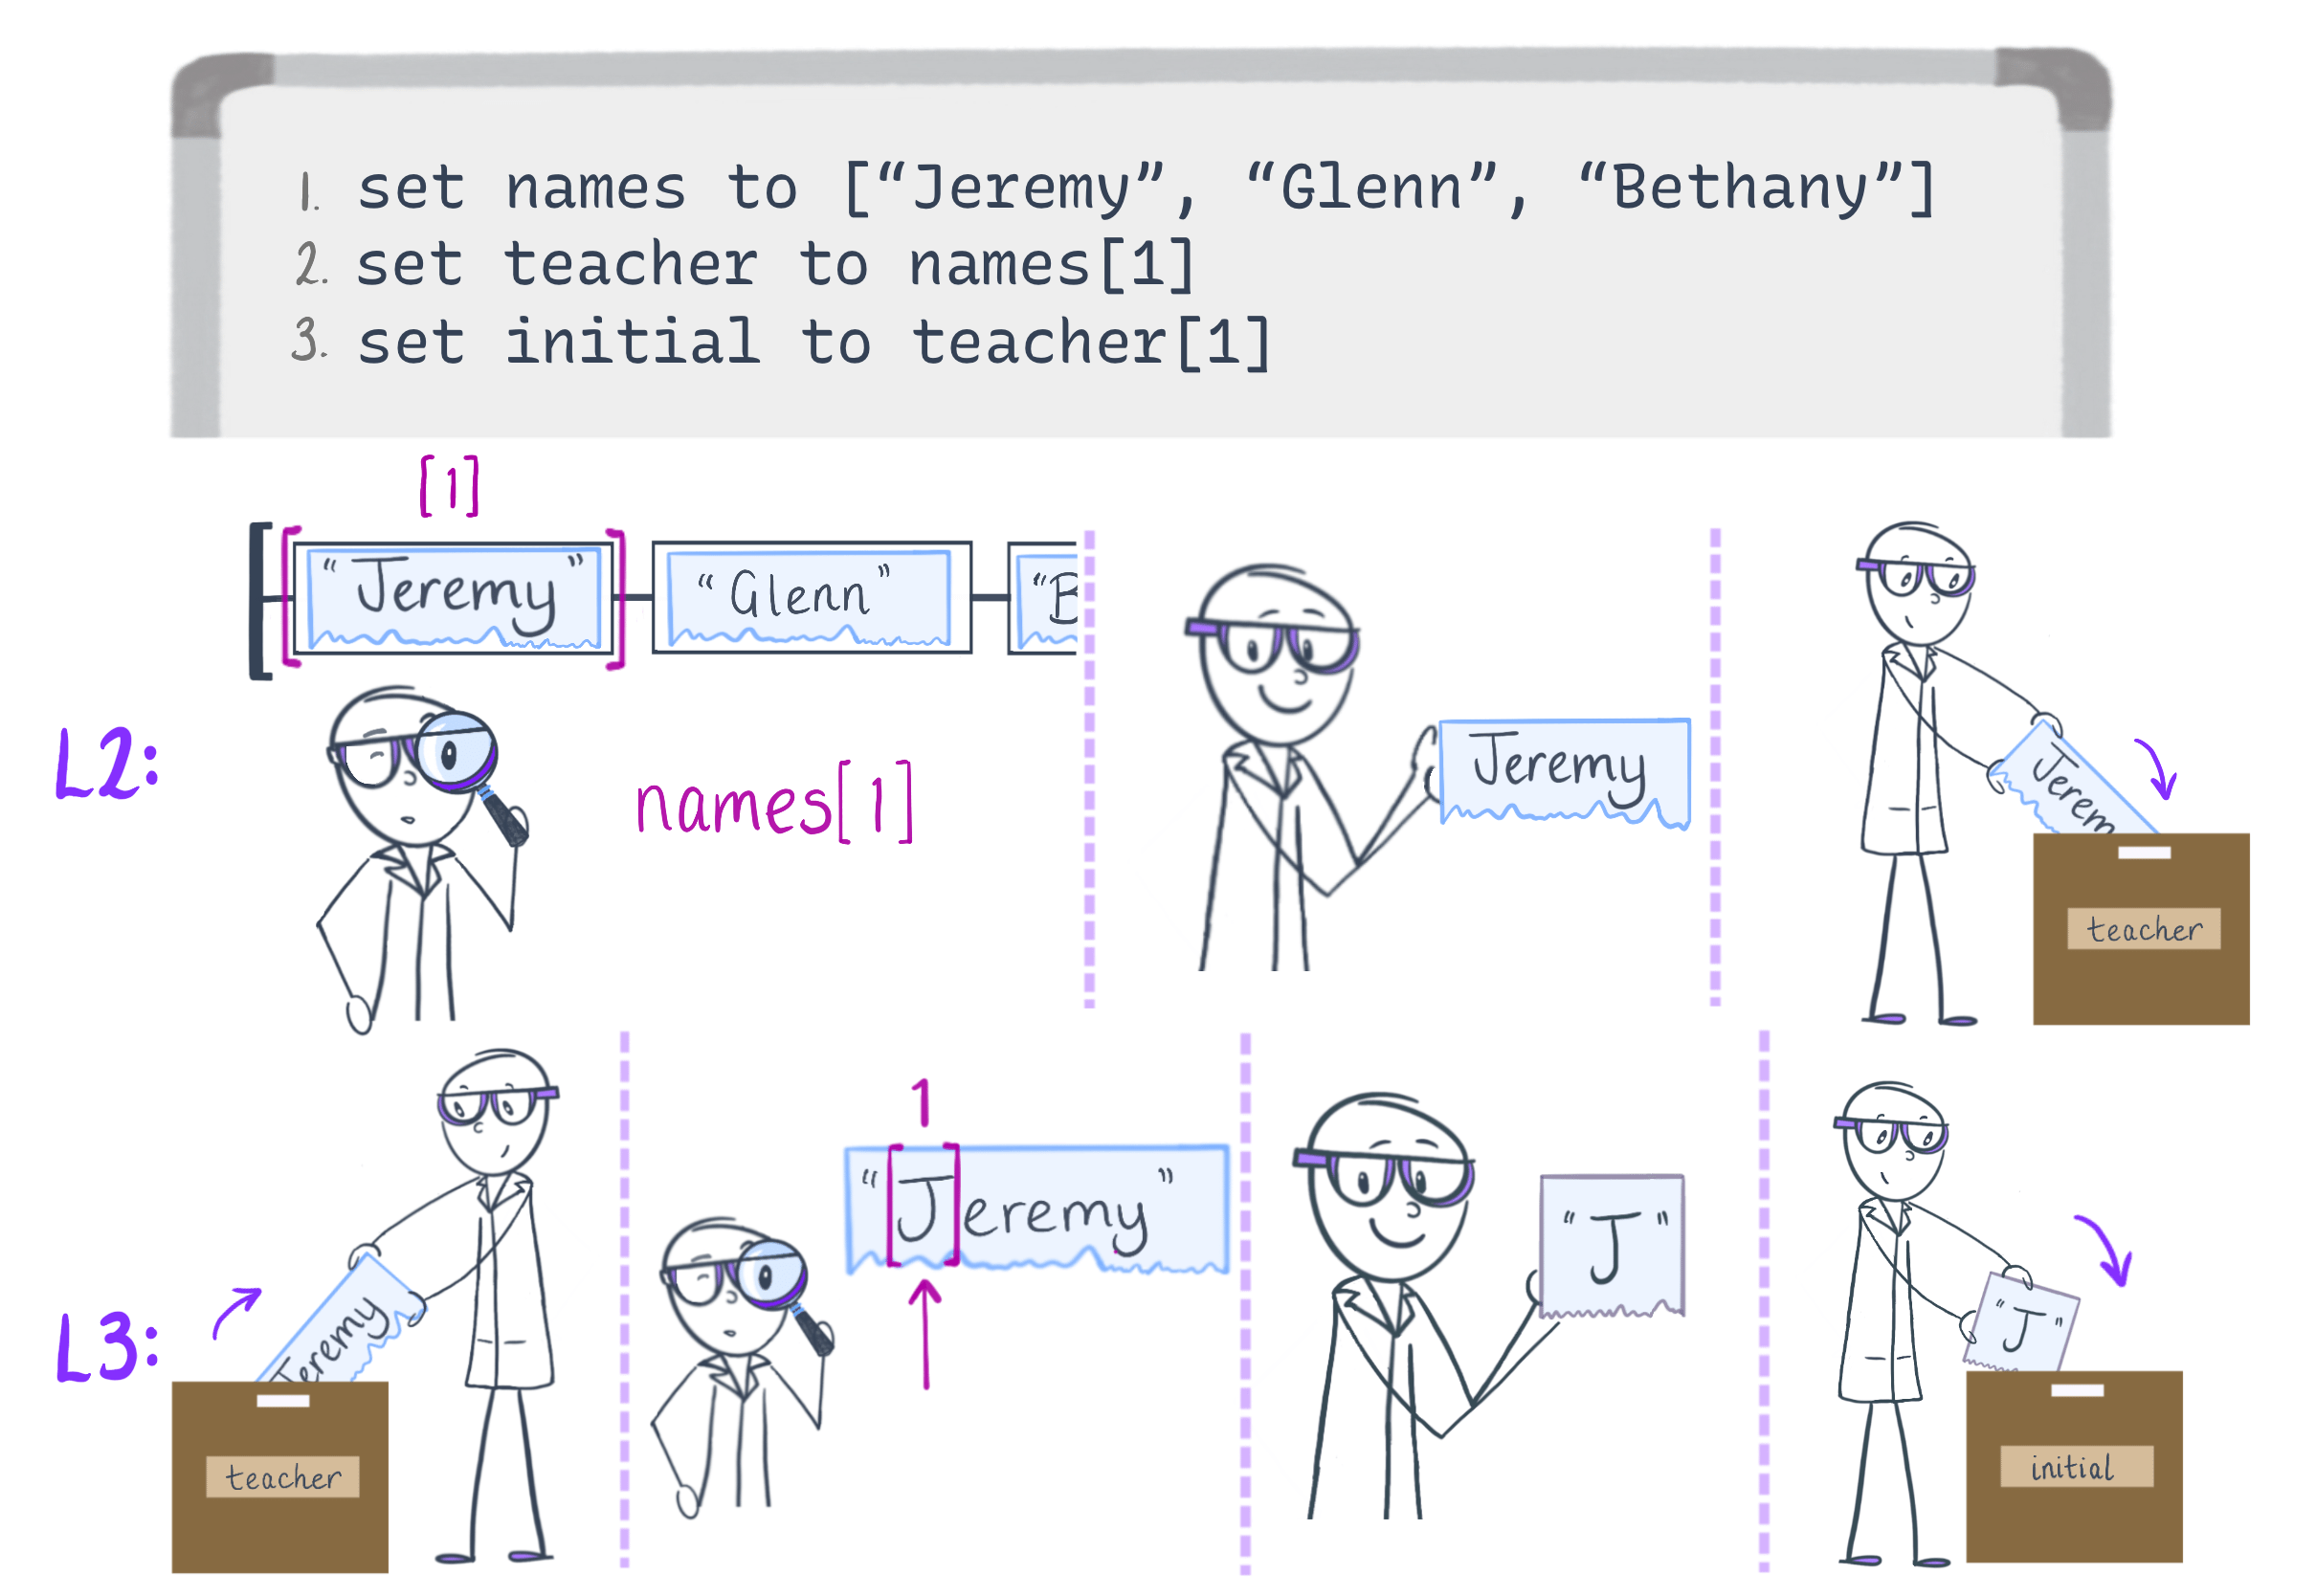 1. set names to [“Jeremy”, “Glenn”, “Bethany”]
2. set teacher to names[1]
3. set initial to teacher[1]
[1]
“Jeremy” “Glenn” “B
L2:
names[1]
Jeremy
Jerem
teacher
L3:
Jeremy
teacher
1
“Jeremy”
“J”
“J”
initial